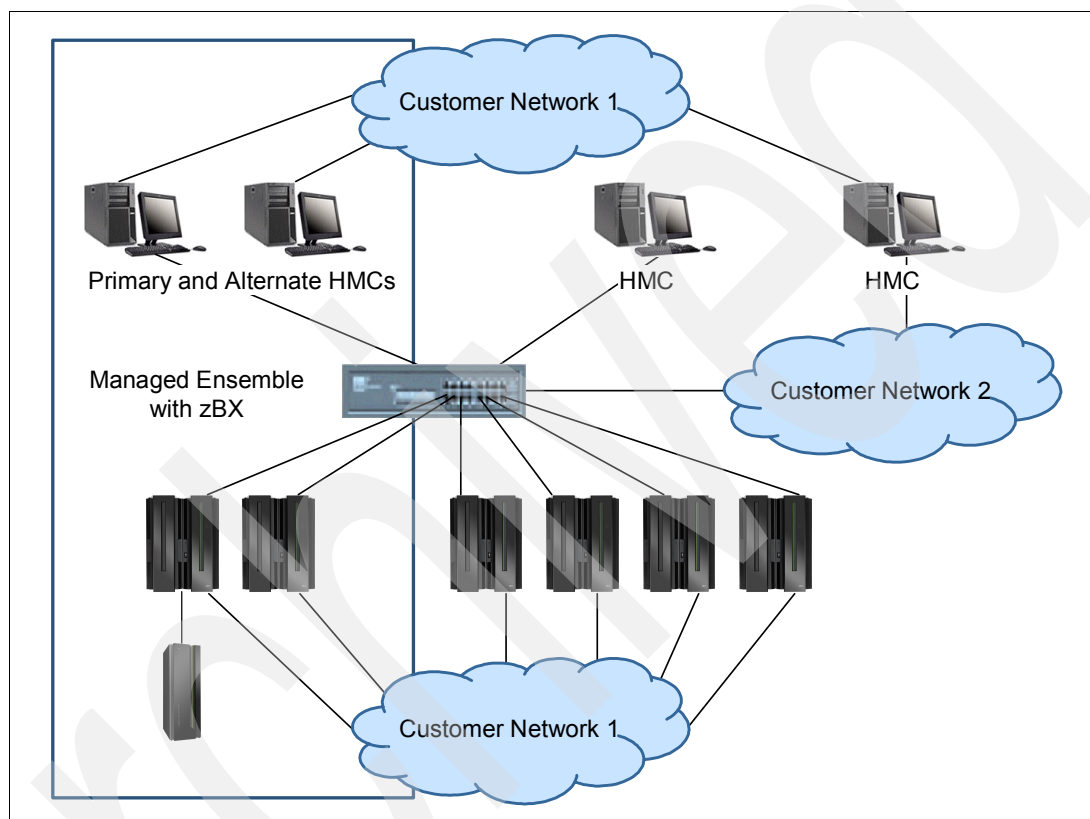 Customer Network 1
Primary and Alternate HMCs
HMC
HMC
Managed Ensemble
with zBX
Customer Network 2
Customer Network 1